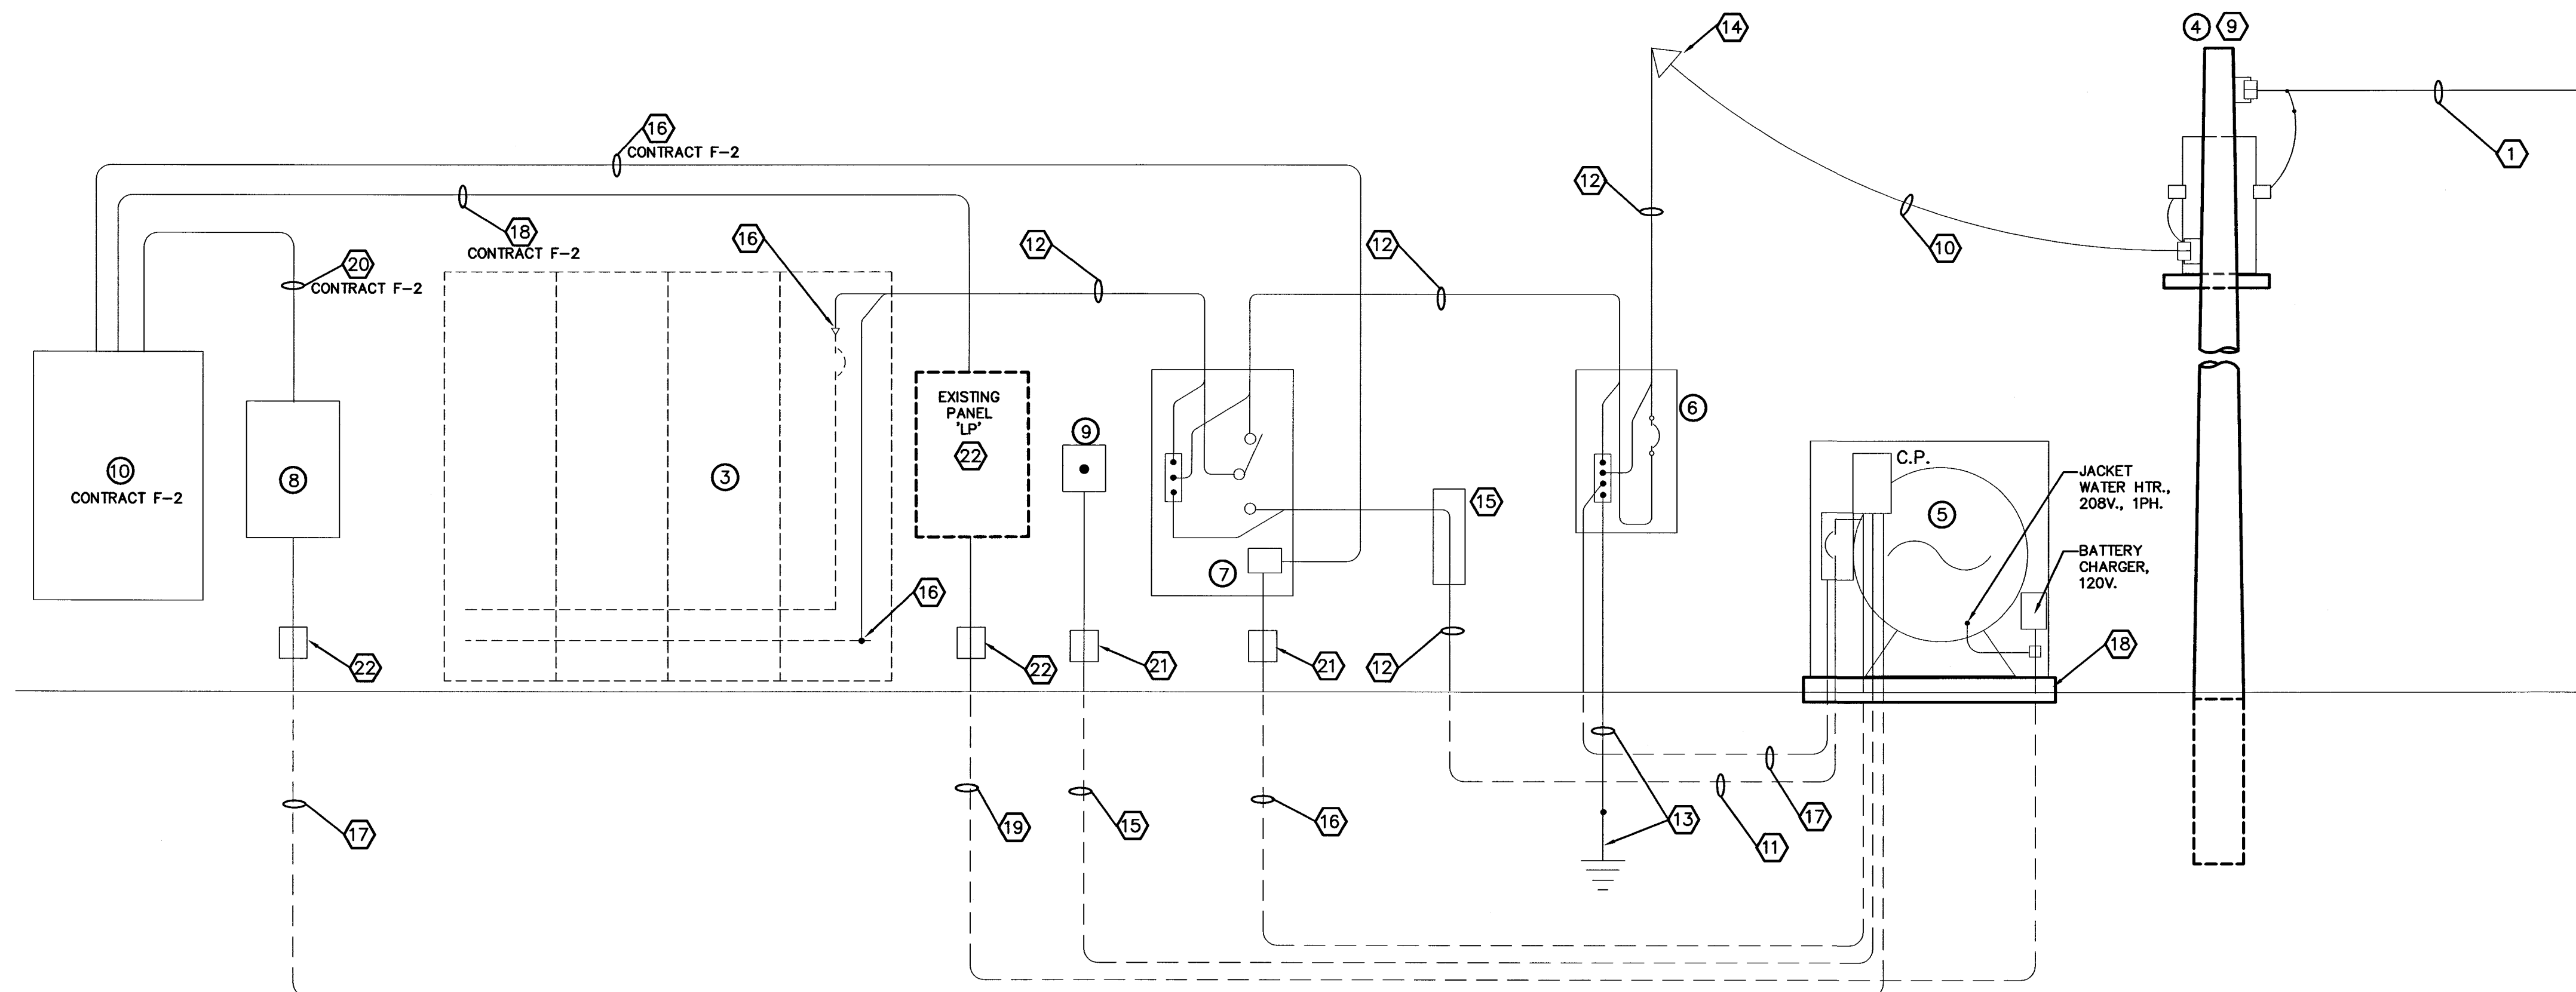 14
4
9
16
CONTRACT F-2
1
12
18
CONTRACT F-2
16
12
12
10
20
CONTRACT F-2
EXISTING
PANEL
'LP'
22
6
9
10
CONTRACT F-2
8
3
C.P.
JACKET
WATER HTR.,
208V., 1PH.
15
5
BATTERY
CHARGER,
120V.
7
16
22
22
21
21
12
18
17
19
15
16
13
17
11